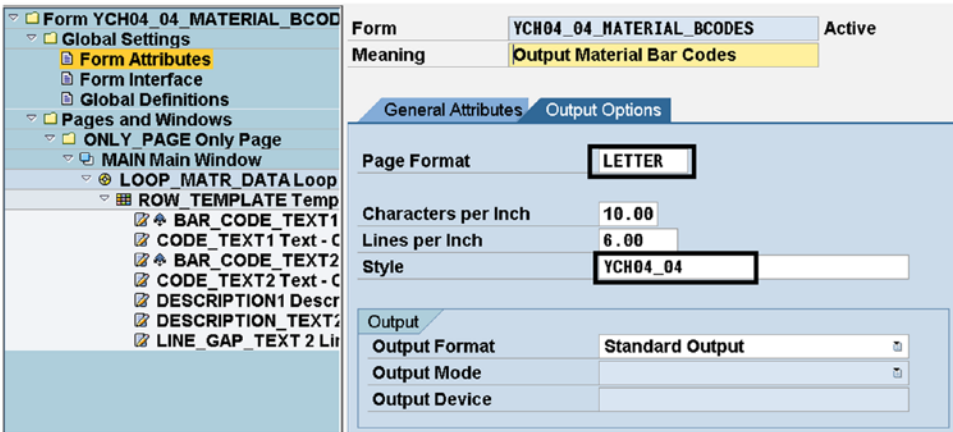 Form YCH04_04_MATERIAL_BCOD
Global Settings
Form Attributes
Form Interface
Global Definitions
Pages and Windows
ONLY_PAGE Only Page
MAIN Main Window
LOOP_MATR_DATA Loop
ROW_TEMPLATE Temp
BAR_CODE_TEXT1
CODE_TEXT1 Text - C
BAR_CODE_TEXT2
CODE_TEXT2 Text - C
DESCRIPTION1 Descr
DESCRIPTION_TEXT2
LINE_GAP_TEXT 2 Li
Form YCH04_04_MATERIAL_BCODES Active
Meaning Output Material Bar Codes
General Attributes Output Options
Page Format LETTER
Characters per Inch 10.00
Lines per Inch 6.00
Style YCH04_04
Output
Output Format Standard Output
Output Mode
Output Device